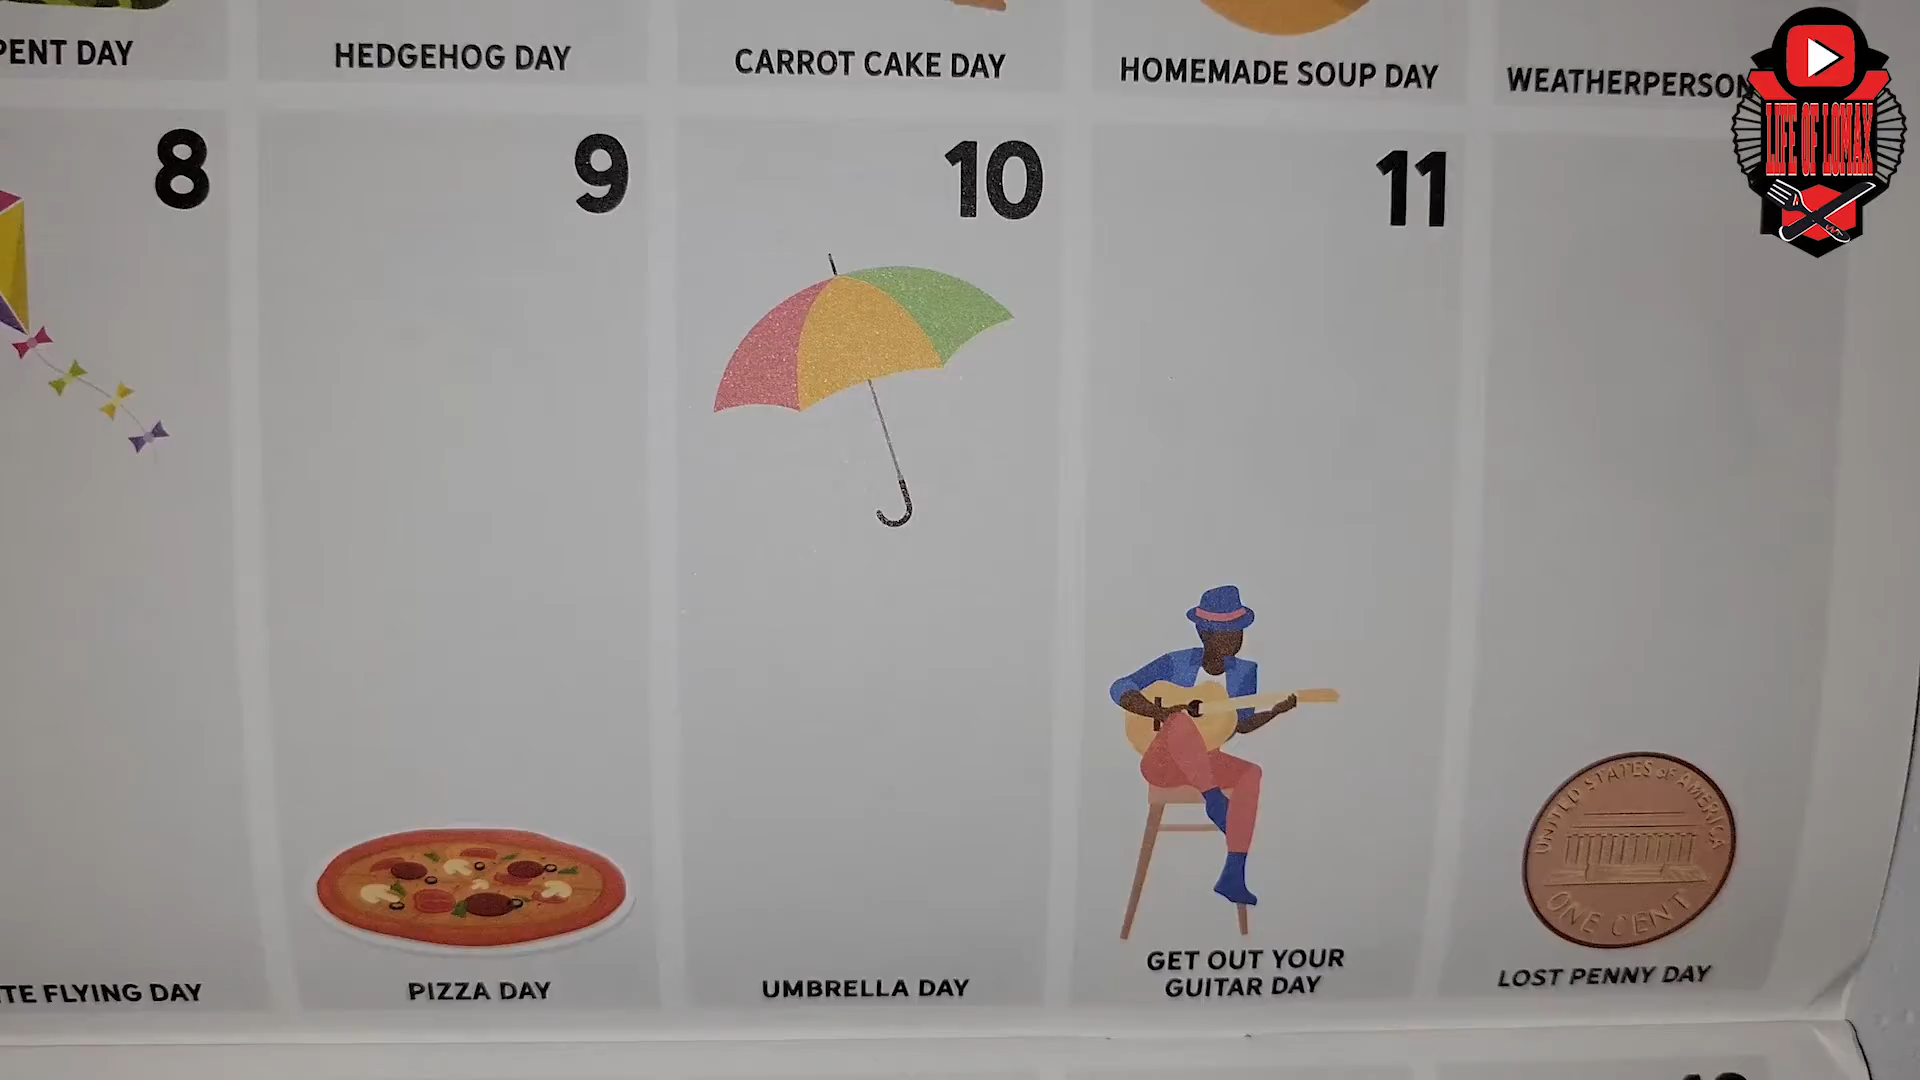 PENT DAY
HEDGEHOG DAY
CARROT CAKE DAY
HOMEMADE SOUP DAY
WEATHERPERSON
LIFE OF LOMAX
8
9
10
11
UNITED STATES OF AMERICA
ONE CENT
TE FLYING DAY
PIZZA DAY
UMBRELLA DAY
GET OUT YOUR
GUITAR DAY
LOST PENNY DAY